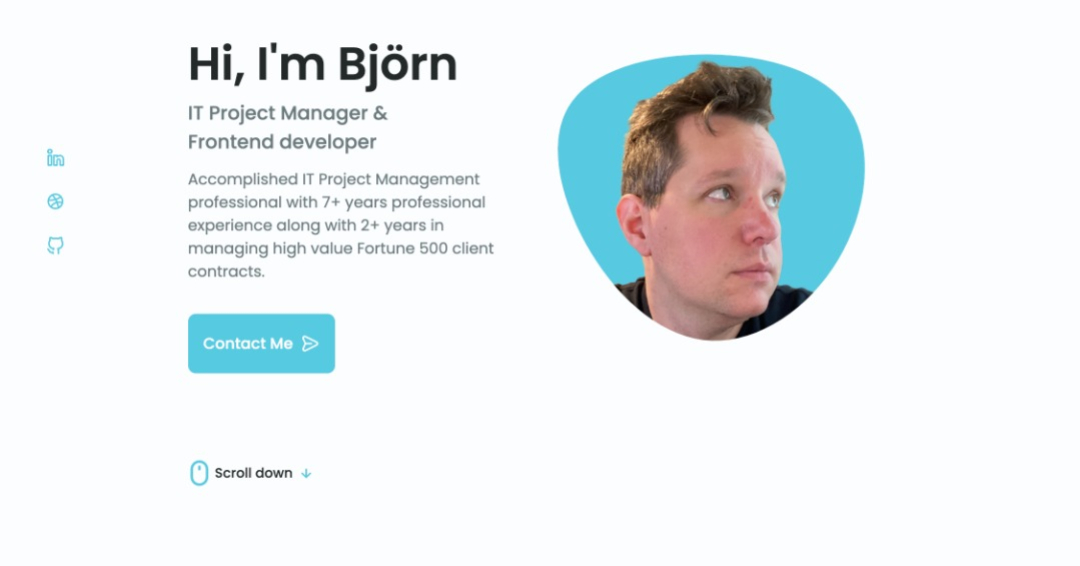 Hi, I'm Björn
IT Project Manager &
Frontend developer
Accomplished IT Project Management
professional with 7+ years professional
experience along with 2+ years in
managing high value Fortune 500 client
contracts.
Contact Me
Scroll down